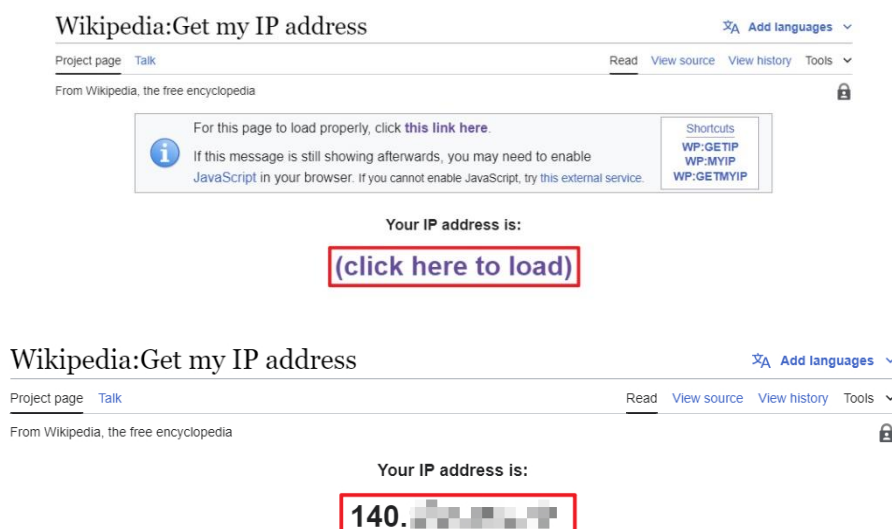 Wikipedia:Get my IP address
Add languages
Project page Talk Read View source View history Tools
From Wikipedia, the free encyclopedia
For this page to load properly, click this link here.
If this message is still showing afterwards, you may need to enable
JavaScript in your browser. If you cannot enable JavaScript, try this external service.
Shortcuts
WP:GETIP
WP:MYIP
WP:GETMYIP
Your IP address is:
(click here to load)
Wikipedia:Get my IP address
Add languages
Project page Talk Read View source View history Tools
From Wikipedia, the free encyclopedia
Your IP address is:
140.